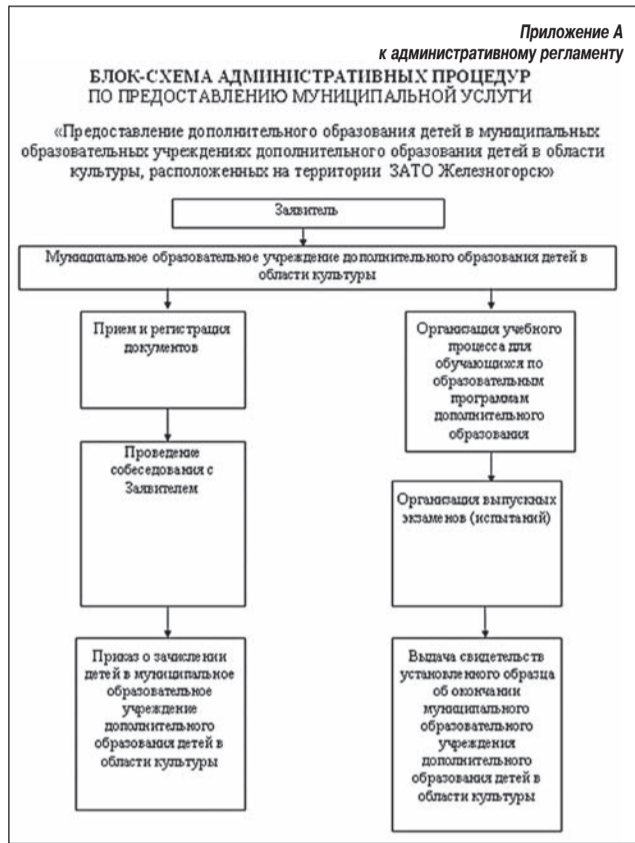 Приложение А
к административному регламенту
БЛОК-СХЕМА АДМИНИСТРАТИВНЫХ ПРОЦЕДУР
ПО ПРЕДОСТАВЛЕНИЮ МУНИЦИПАЛЬНОЙ УСЛУГИ
«Предоставление дополнительного образования детей в муниципальных
образовательных учреждениях дополнительного образования детей в области
культуры, расположенных на территории ЗАТО Железногорск»
Заявитель
Муниципальное образовательное учреждение дополнительного образования детей в
области культуры
Прием и регистрация
документов
Проведение
собеседования с
Заявителем
Приказ о зачислении
детей в муниципальное
образовательное
учреждение
дополнительного
образования детей в
области культуры
Организация учебного
процесса для
обучающихся по
образовательным
программам
дополнительного
образования
Организация выпускных
экзаменов (испытаний)
Выдача свидетельств
установленного образца
об окончании
муниципального
образовательного
учреждения
дополнительного
образования детей в
области культуры